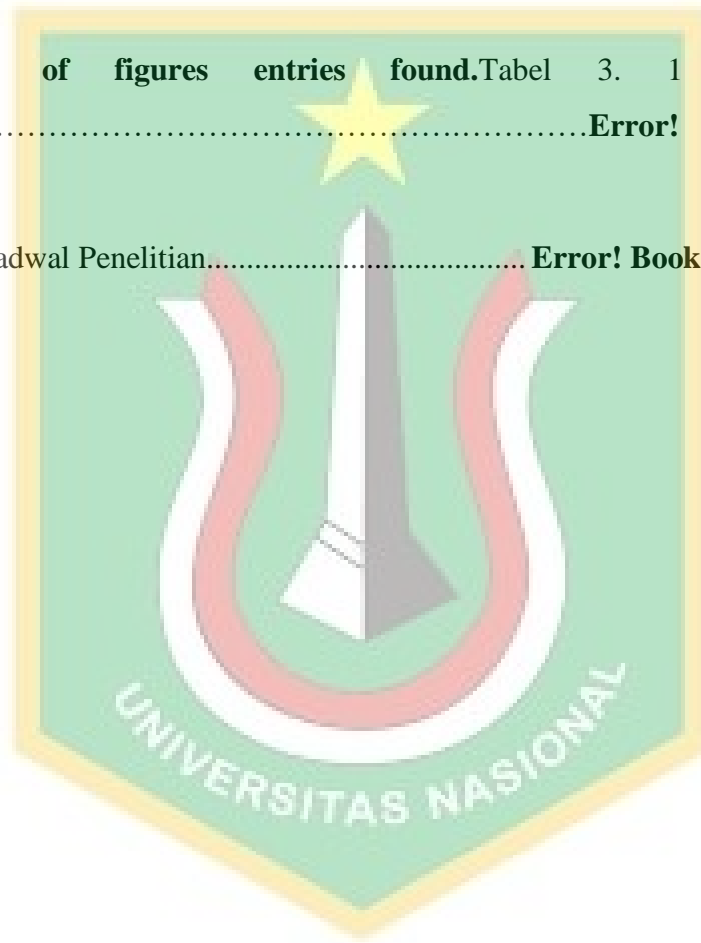 of figures entries found.Tabel 3. 1
……………………………………………………………Error!
adwal Penelitian........................................ Error! Book
UNIVERSITAS NASIONAL